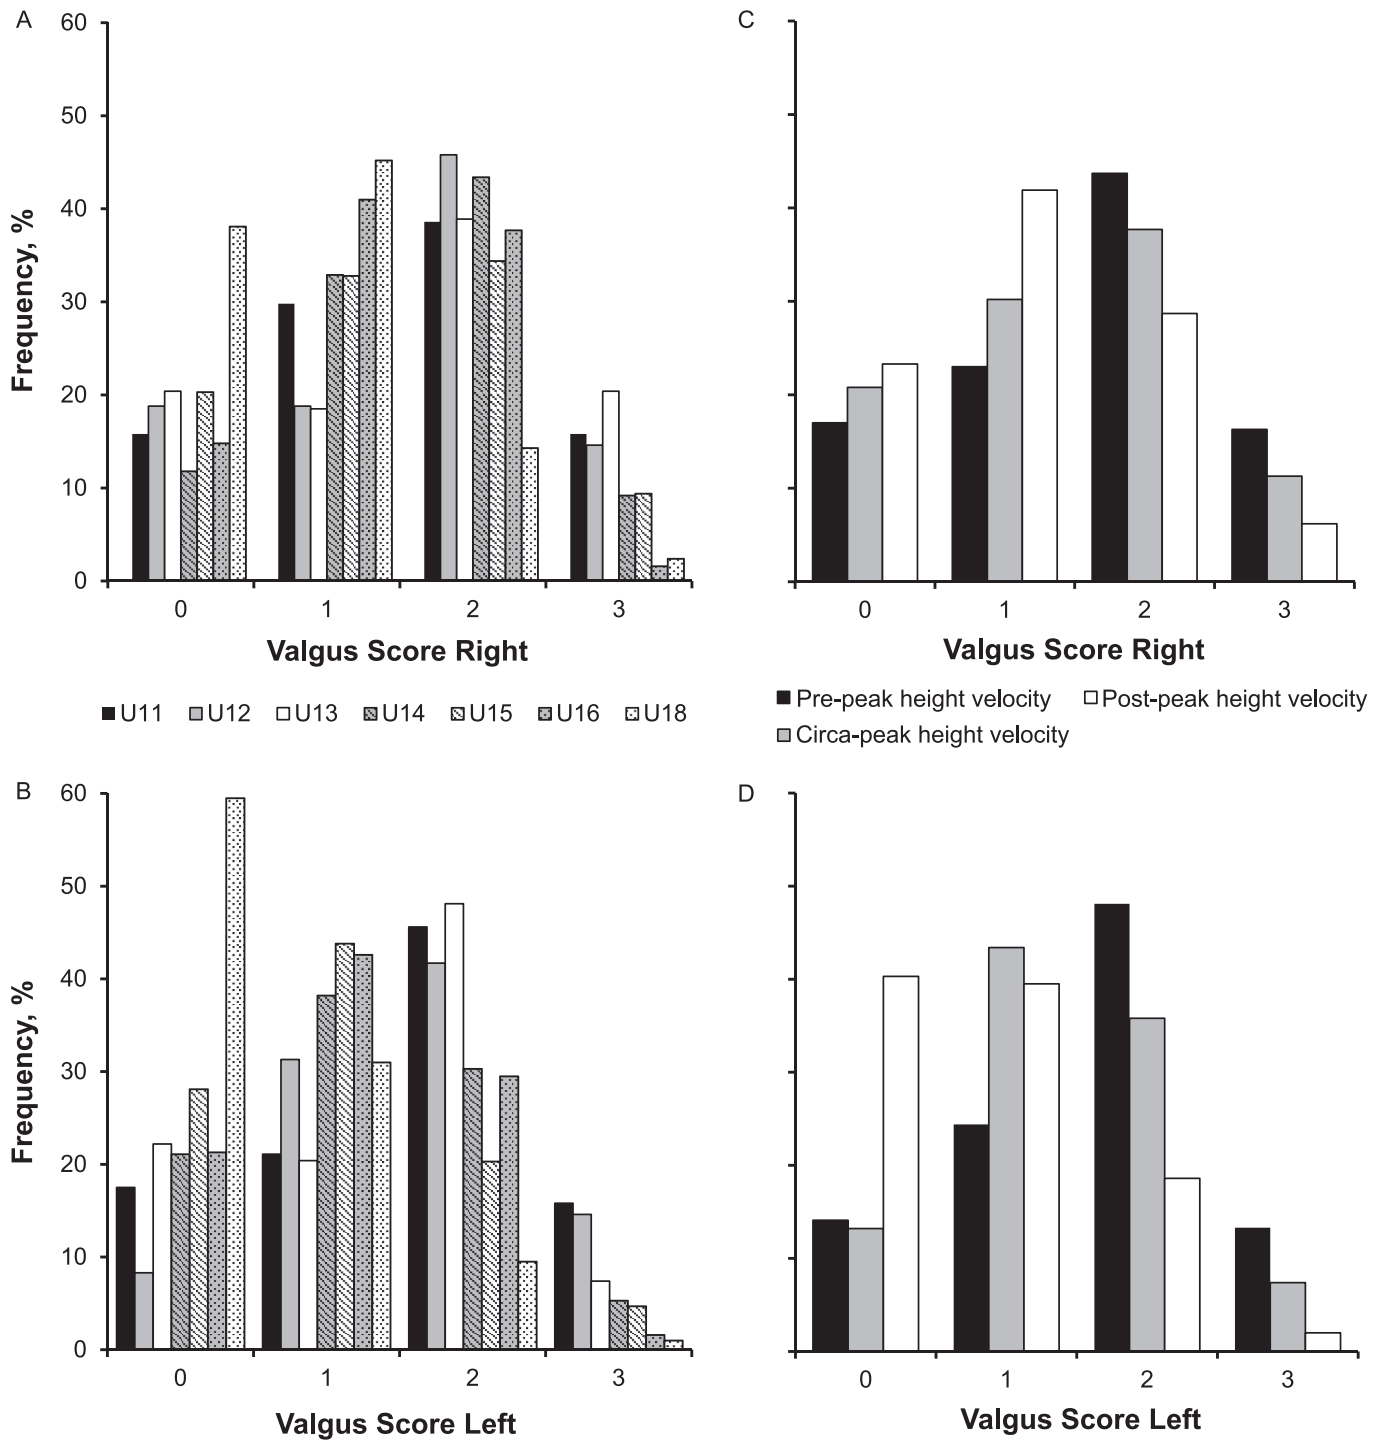 A
60
50
40
30
20
10
0
Frequency, %
0 1 2 3
Valgus Score Right
U11 U12 U13 U14 U15 U16 U18
C
0 1 2 3
Valgus Score Right
Pre-peak height velocity Post-peak height velocity
Circa-peak height velocity
B
60
50
40
30
20
10
0
Frequency, %
0 1 2 3
Valgus Score Left
D
0 1 2 3
Valgus Score Left